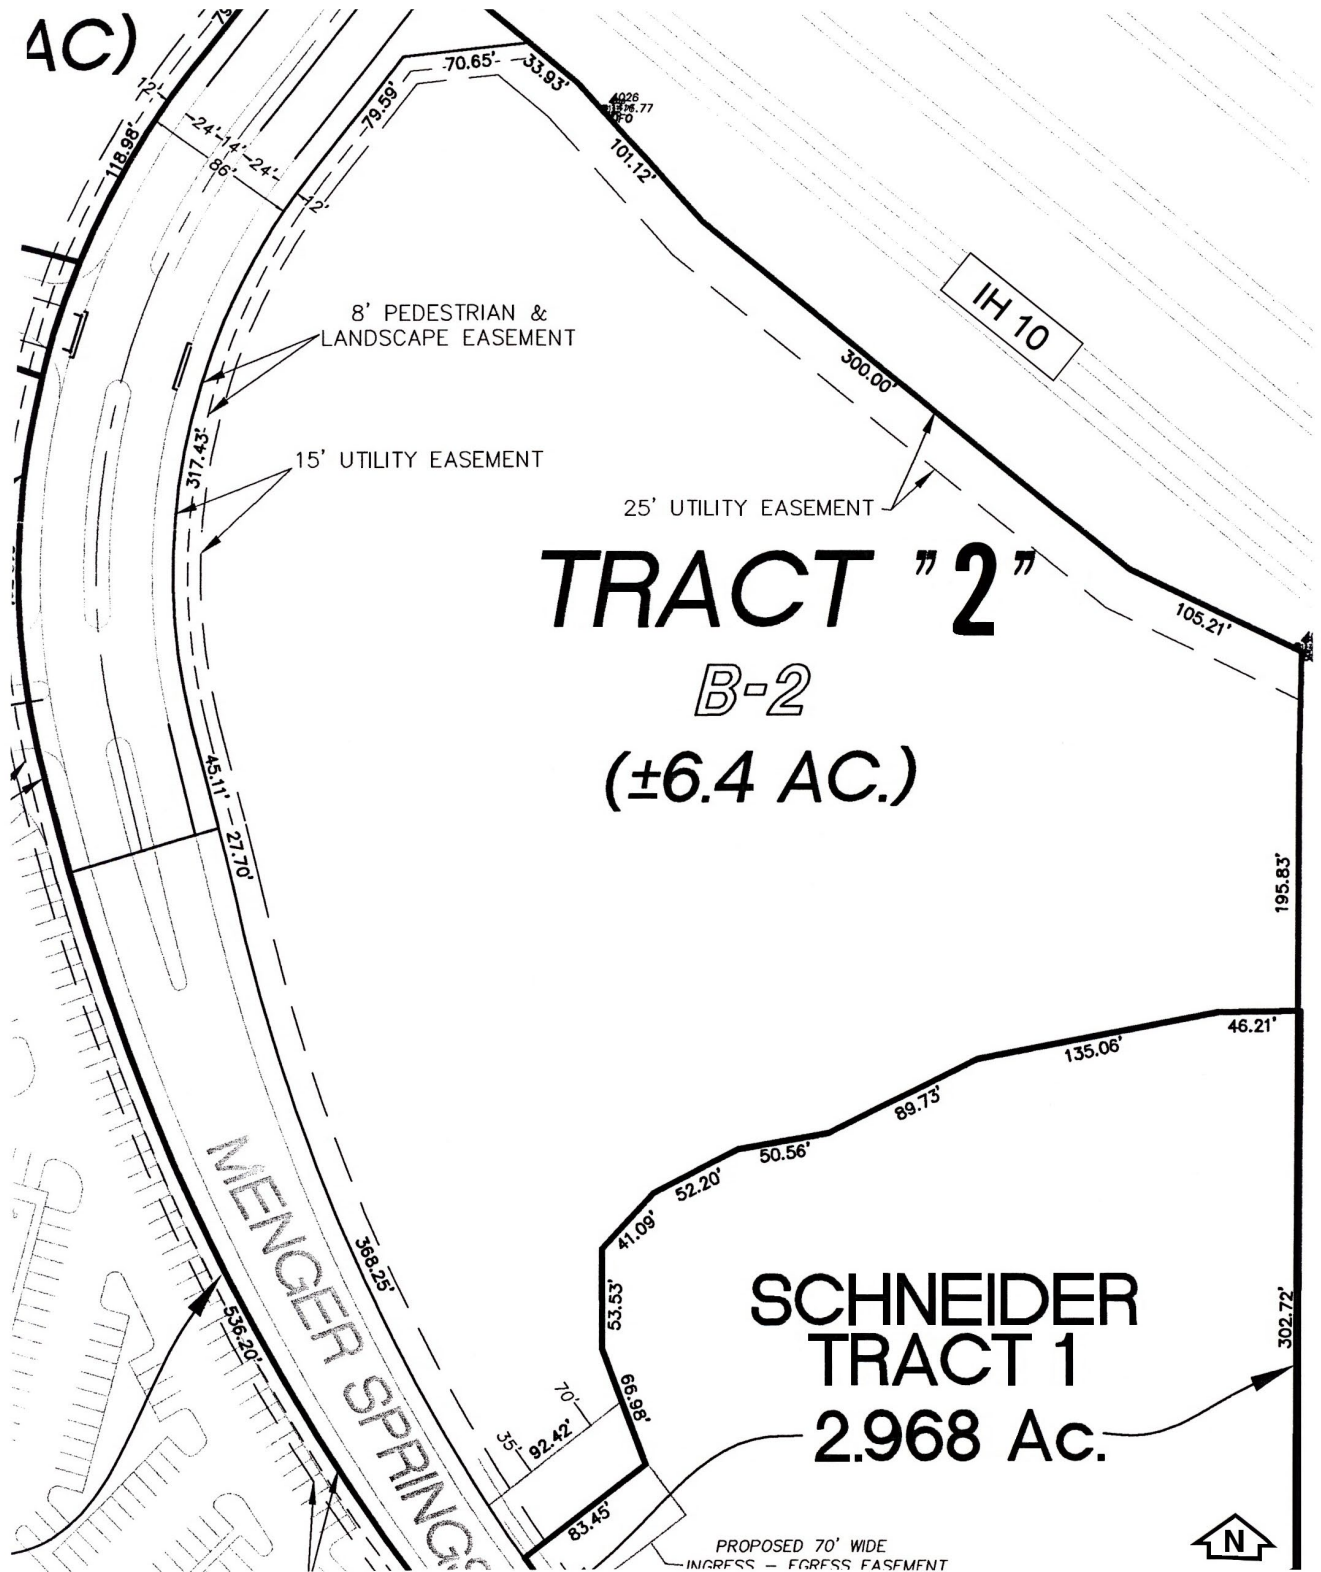 AC)
70.65'
33.93'
4026
12'
79.59'
118.98'
24'
14'
24'
86'
101.12'
12'
IH 10
8' PEDESTRIAN &
LANDSCAPE EASEMENT
300.00'
317.43'
15' UTILITY EASEMENT
25' UTILITY EASEMENT
TRACT "2"
105.21'
B-2
(±6.4 AC.)
45.11'
27.70'
195.83'
46.21'
135.06'
89.73'
50.56'
52.20'
41.09'
MENGER SPRINGS
368.25'
53.53'
SCHNEIDER
TRACT 1
2.968 Ac.
302.72'
536.20'
66.98'
70'
35'
92.42'
83.45'
N
PROPOSED 70' WIDE
INGRESS – EGRESS EASEMENT